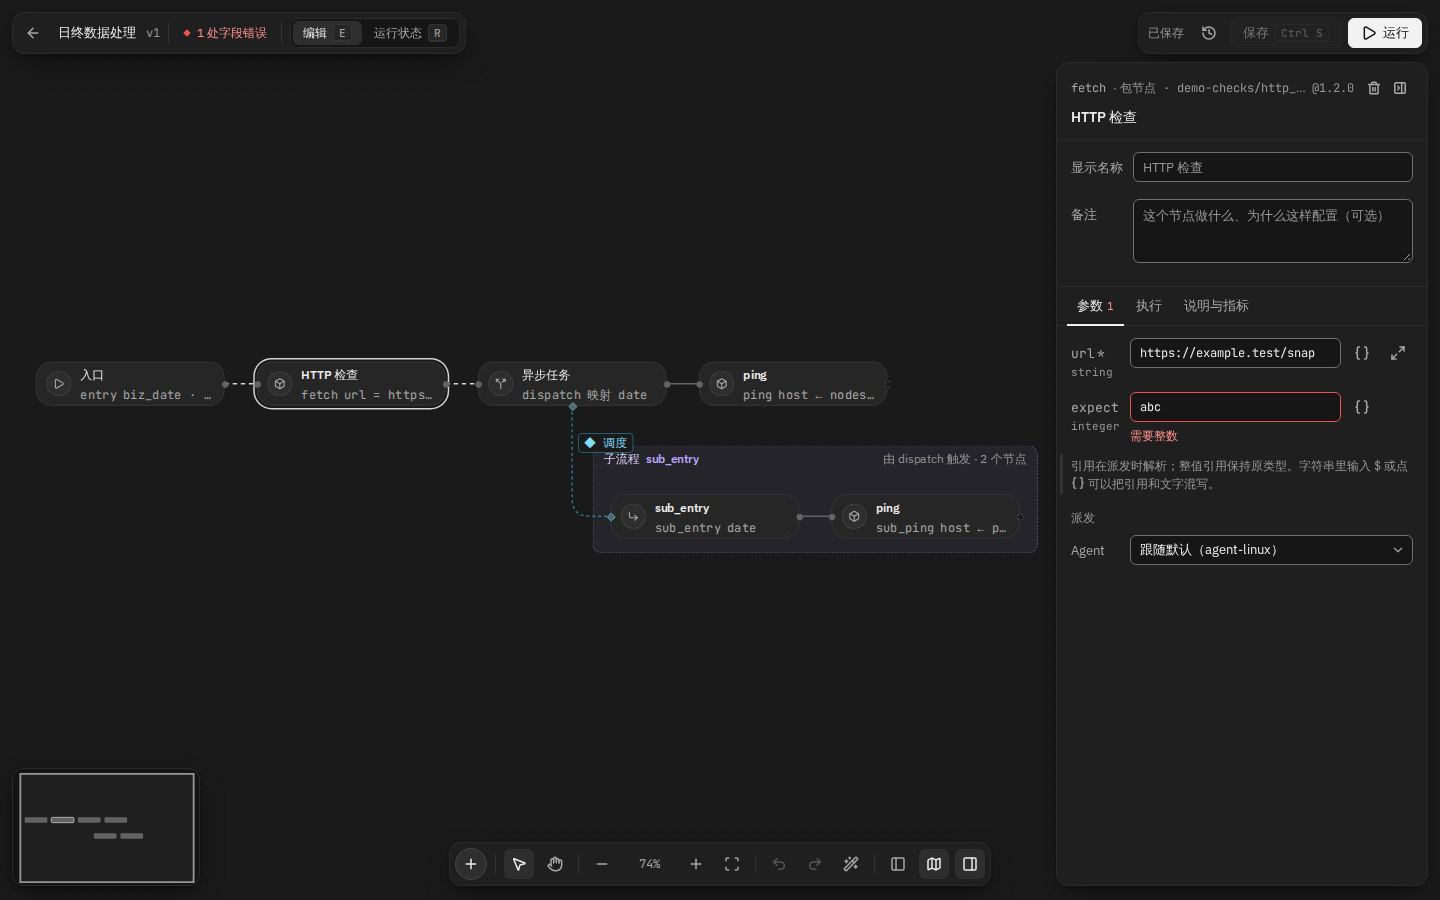 日终数据处理 v1 1 处字段错误 编辑 E 运行状态 R
已保存 保存 Ctrl S 运行
fetch · 包节点 · demo-checks/http_… @1.2.0
HTTP 检查
显示名称 HTTP 检查
备注 这个节点做什么、为什么这样配置（可选）
参数 1 执行 说明与指标
url* https://example.test/snap {}
string
expect abc {}
integer 需要整数
引用在派发时解析；整值引用保持原类型。字符串里输入 $ 或点
{} 可以把引用和文字混写。
派发
Agent 跟随默认（agent-linux）
入口
entry biz_date · …
HTTP 检查
fetch url = https…
异步任务
dispatch 映射 date
ping
ping host ← nodes…
调度
子流程 sub_entry 由 dispatch 触发 · 2 个节点
sub_entry
sub_entry date
ping
sub_ping host ← p…
74%